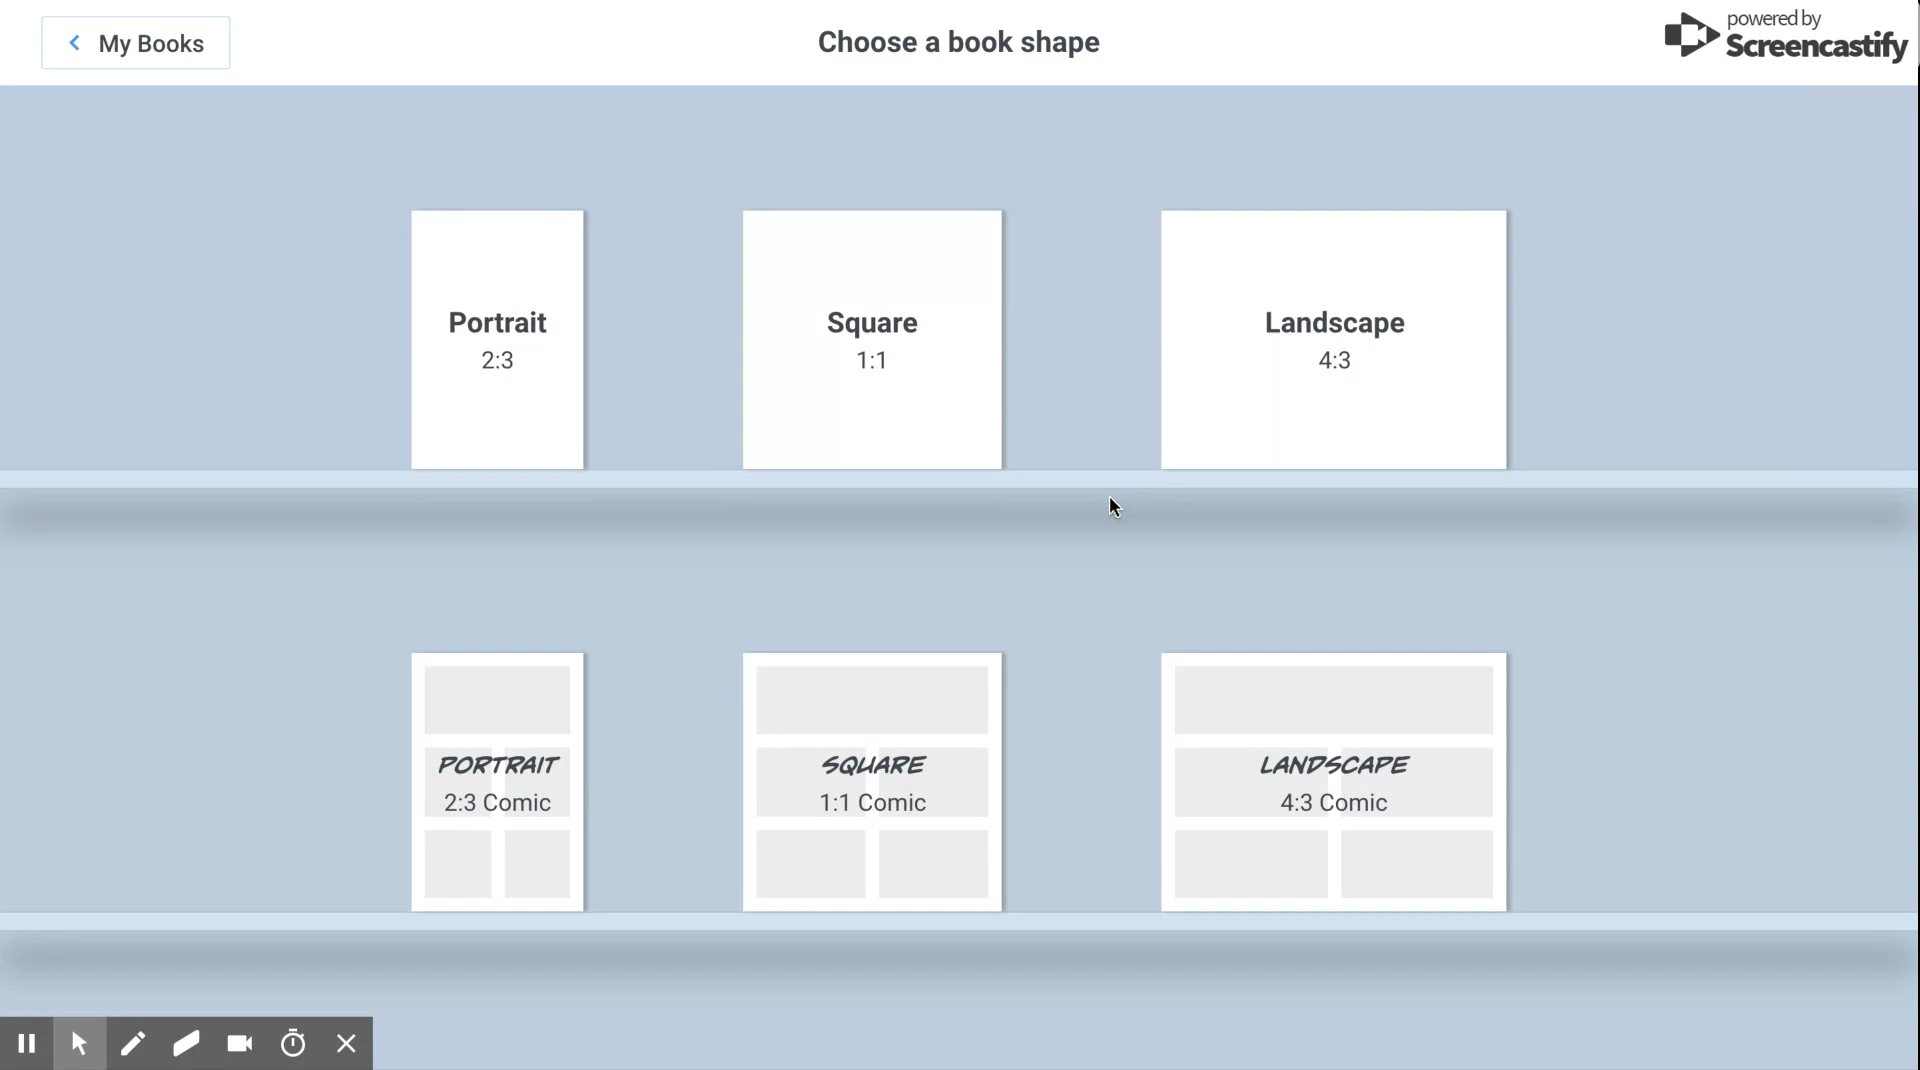 My Books
Choose a book shape
powered by
Screencastify
Portrait
2:3
Square
1:1
Landscape
4:3
PORTRAIT
2:3 Comic
SQUARE
1:1 Comic
LANDSCAPE
4:3 Comic